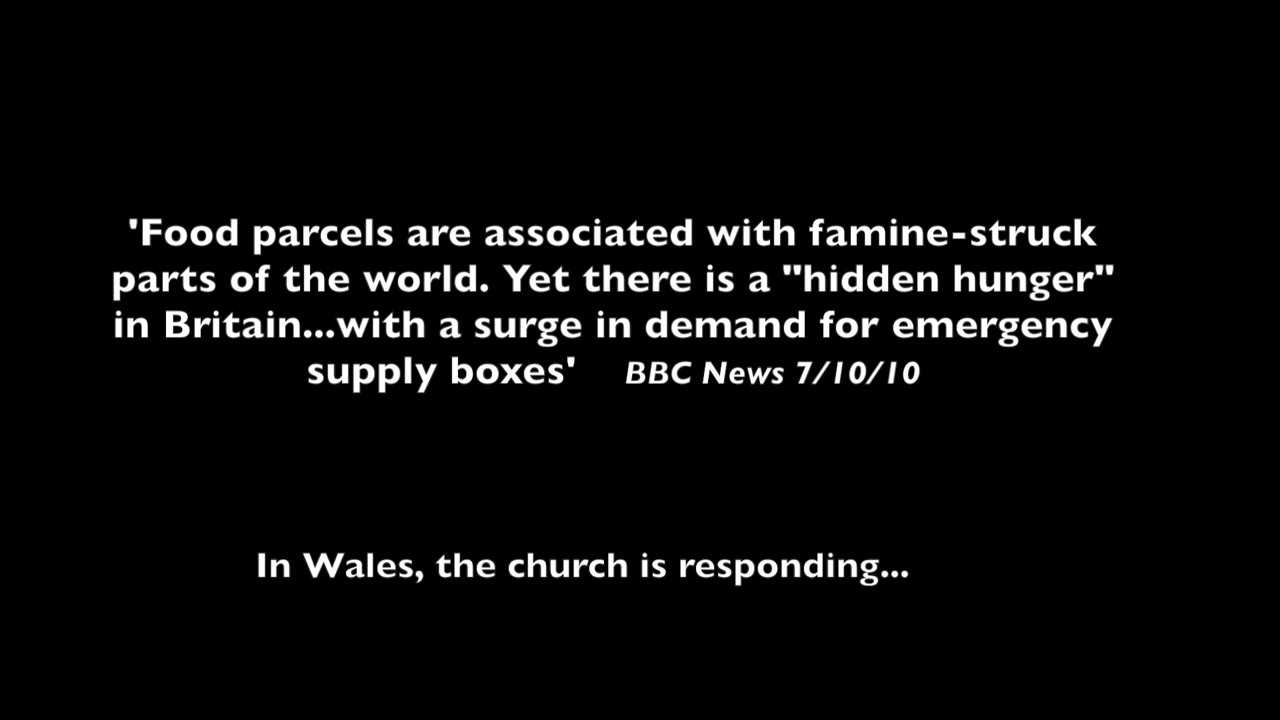 'Food parcels are associated with famine-struck
parts of the world. Yet there is a "hidden hunger"
in Britain...with a surge in demand for emergency
supply boxes' BBC News 7/10/10
In Wales, the church is responding...